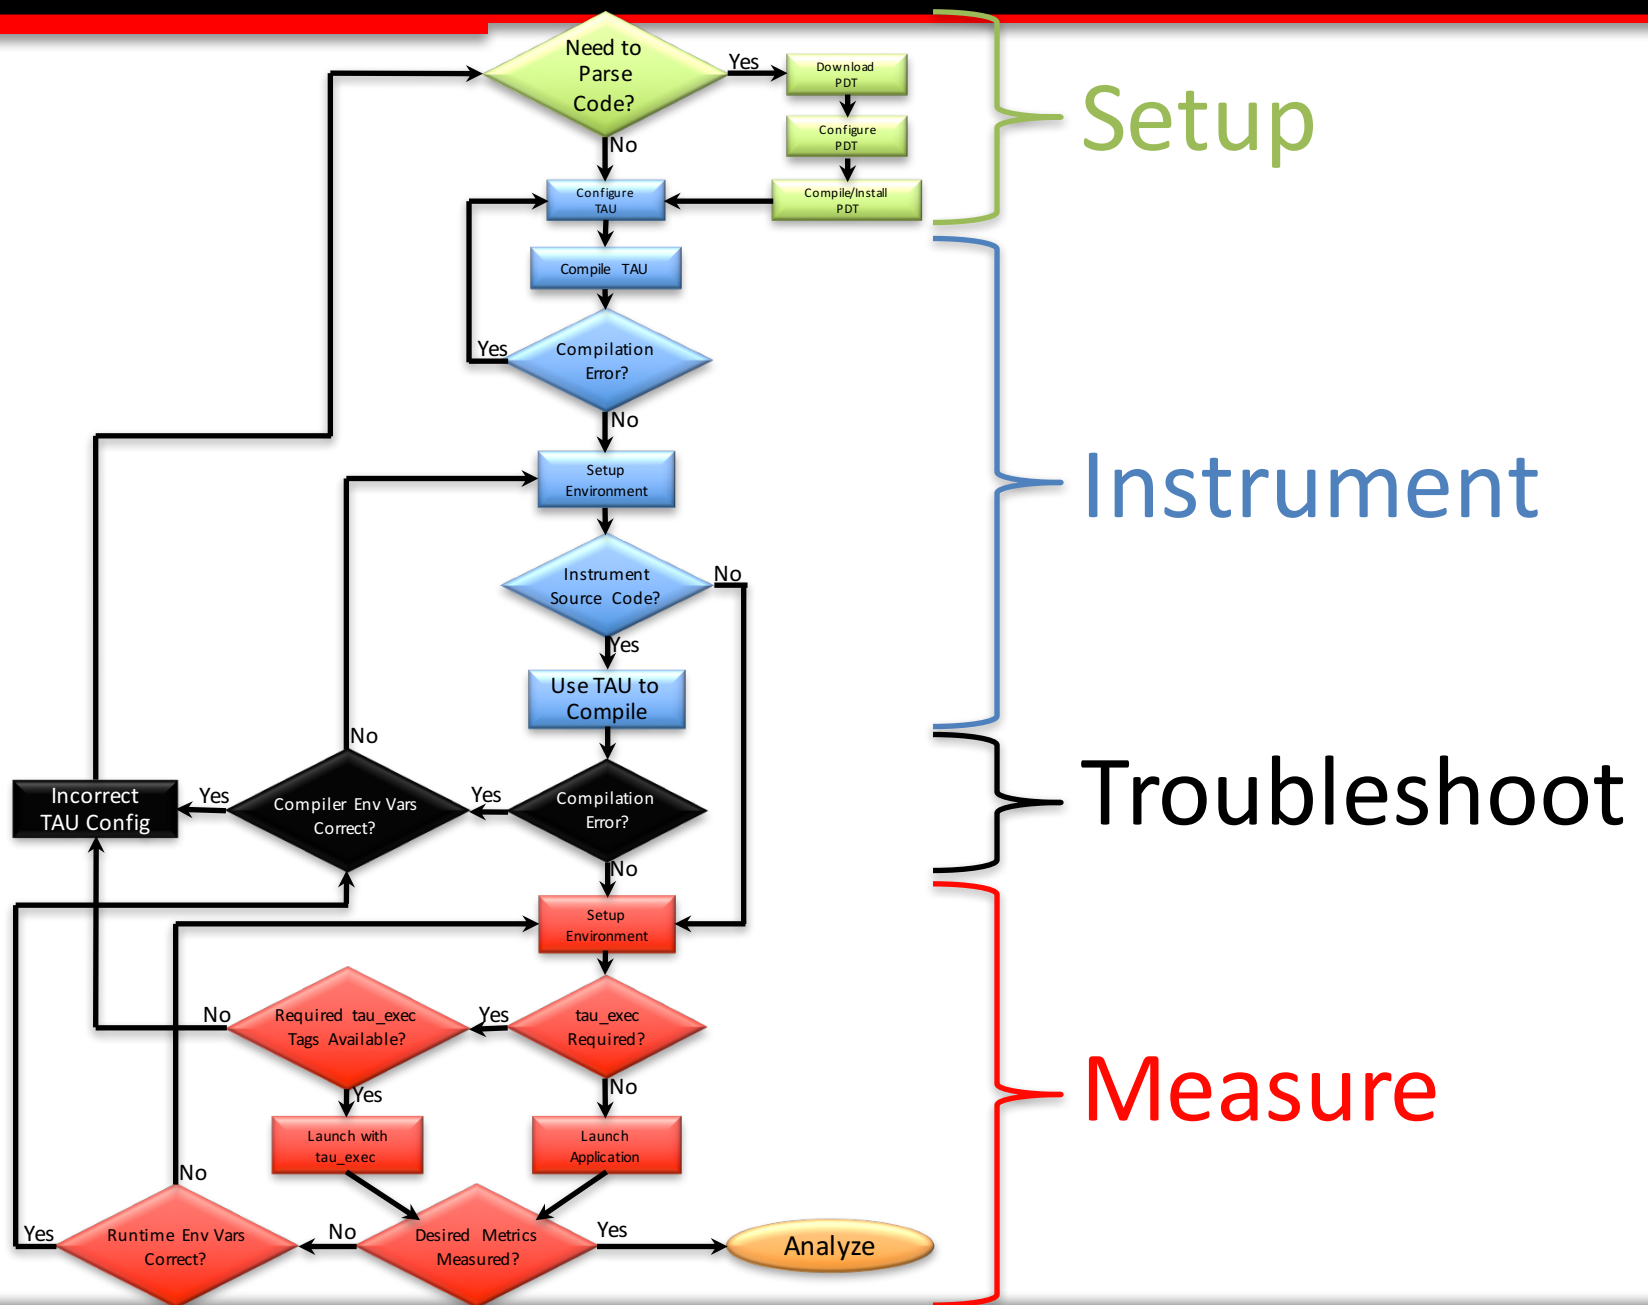 Need to
Parse
Code?
Yes
Download
PDT
Configure
PDT
No
Compile/Install
PDT
Configure
TAU
Setup
Compile TAU
Compilation
Error?
Yes
No
Setup
Environment
Instrument
Instrument
Source Code?
No
Yes
Use TAU to
Compile
No
Incorrect
TAU Config
Yes
Compiler Env Vars
Correct?
Yes
Compilation
Error?
Troubleshoot
No
Setup
Environment
No
Required tau_exec
Tags Available?
Yes
tau_exec
Required?
Yes
No
Measure
Launch with
tau_exec
Launch
Application
No
Yes
Runtime Env Vars
Correct?
No
Desired Metrics
Measured?
Yes
Analyze